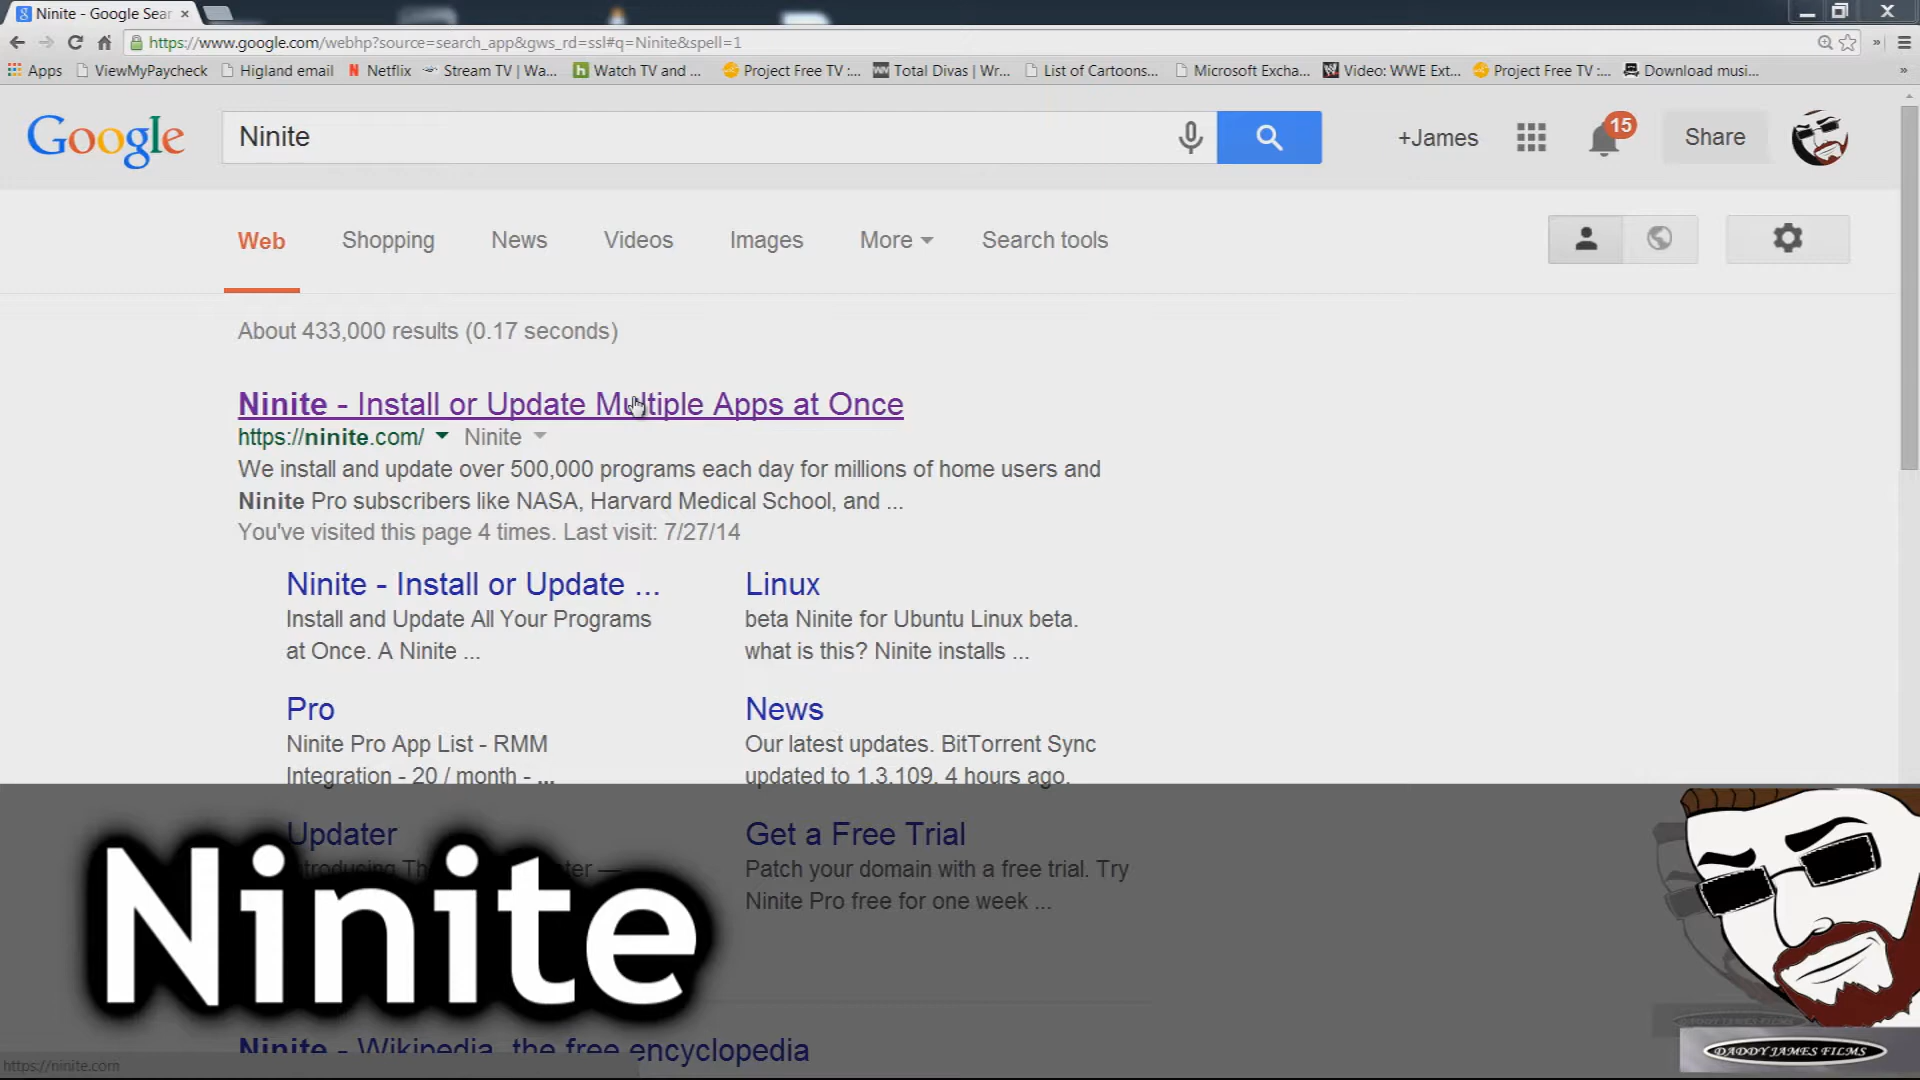 Ninite - Google Sear
https://www.google.com/webhp?source=search_app&gws_rd=ssl#q=Ninite&spell=1
Apps ViewMyPaycheck Higland email Netflix Stream TV | Wa... Watch TV and ... Project Free TV :... Total Divas | Wr... List of Cartoons... Microsoft Excha... Video: WWE Ext... Project Free TV :... Download musi... »
Google Ninite +James 15 Share
Web Shopping News Videos Images More Search tools
About 433,000 results (0.17 seconds)
Ninite - Install or Update Multiple Apps at Once
https://ninite.com/ Ninite
We install and update over 500,000 programs each day for millions of home users and
Ninite Pro subscribers like NASA, Harvard Medical School, and ...
You've visited this page 4 times. Last visit: 7/27/14
Ninite - Install or Update ...
Install and Update All Your Programs
at Once. A Ninite ...
Linux
beta Ninite for Ubuntu Linux beta.
what is this? Ninite installs ...
Pro
Ninite Pro App List - RMM
Integration - 20 / month - ...
News
Our latest updates. BitTorrent Sync
updated to 1.3.109. 4 hours ago.
Updater
Get a Free Trial
Patch your domain with a free trial. Try
Ninite Pro free for one week ...
Ninite
Ninite - Wikipedia, the free encyclopedia
https://ninite.com
DADDY JAMES FILMS